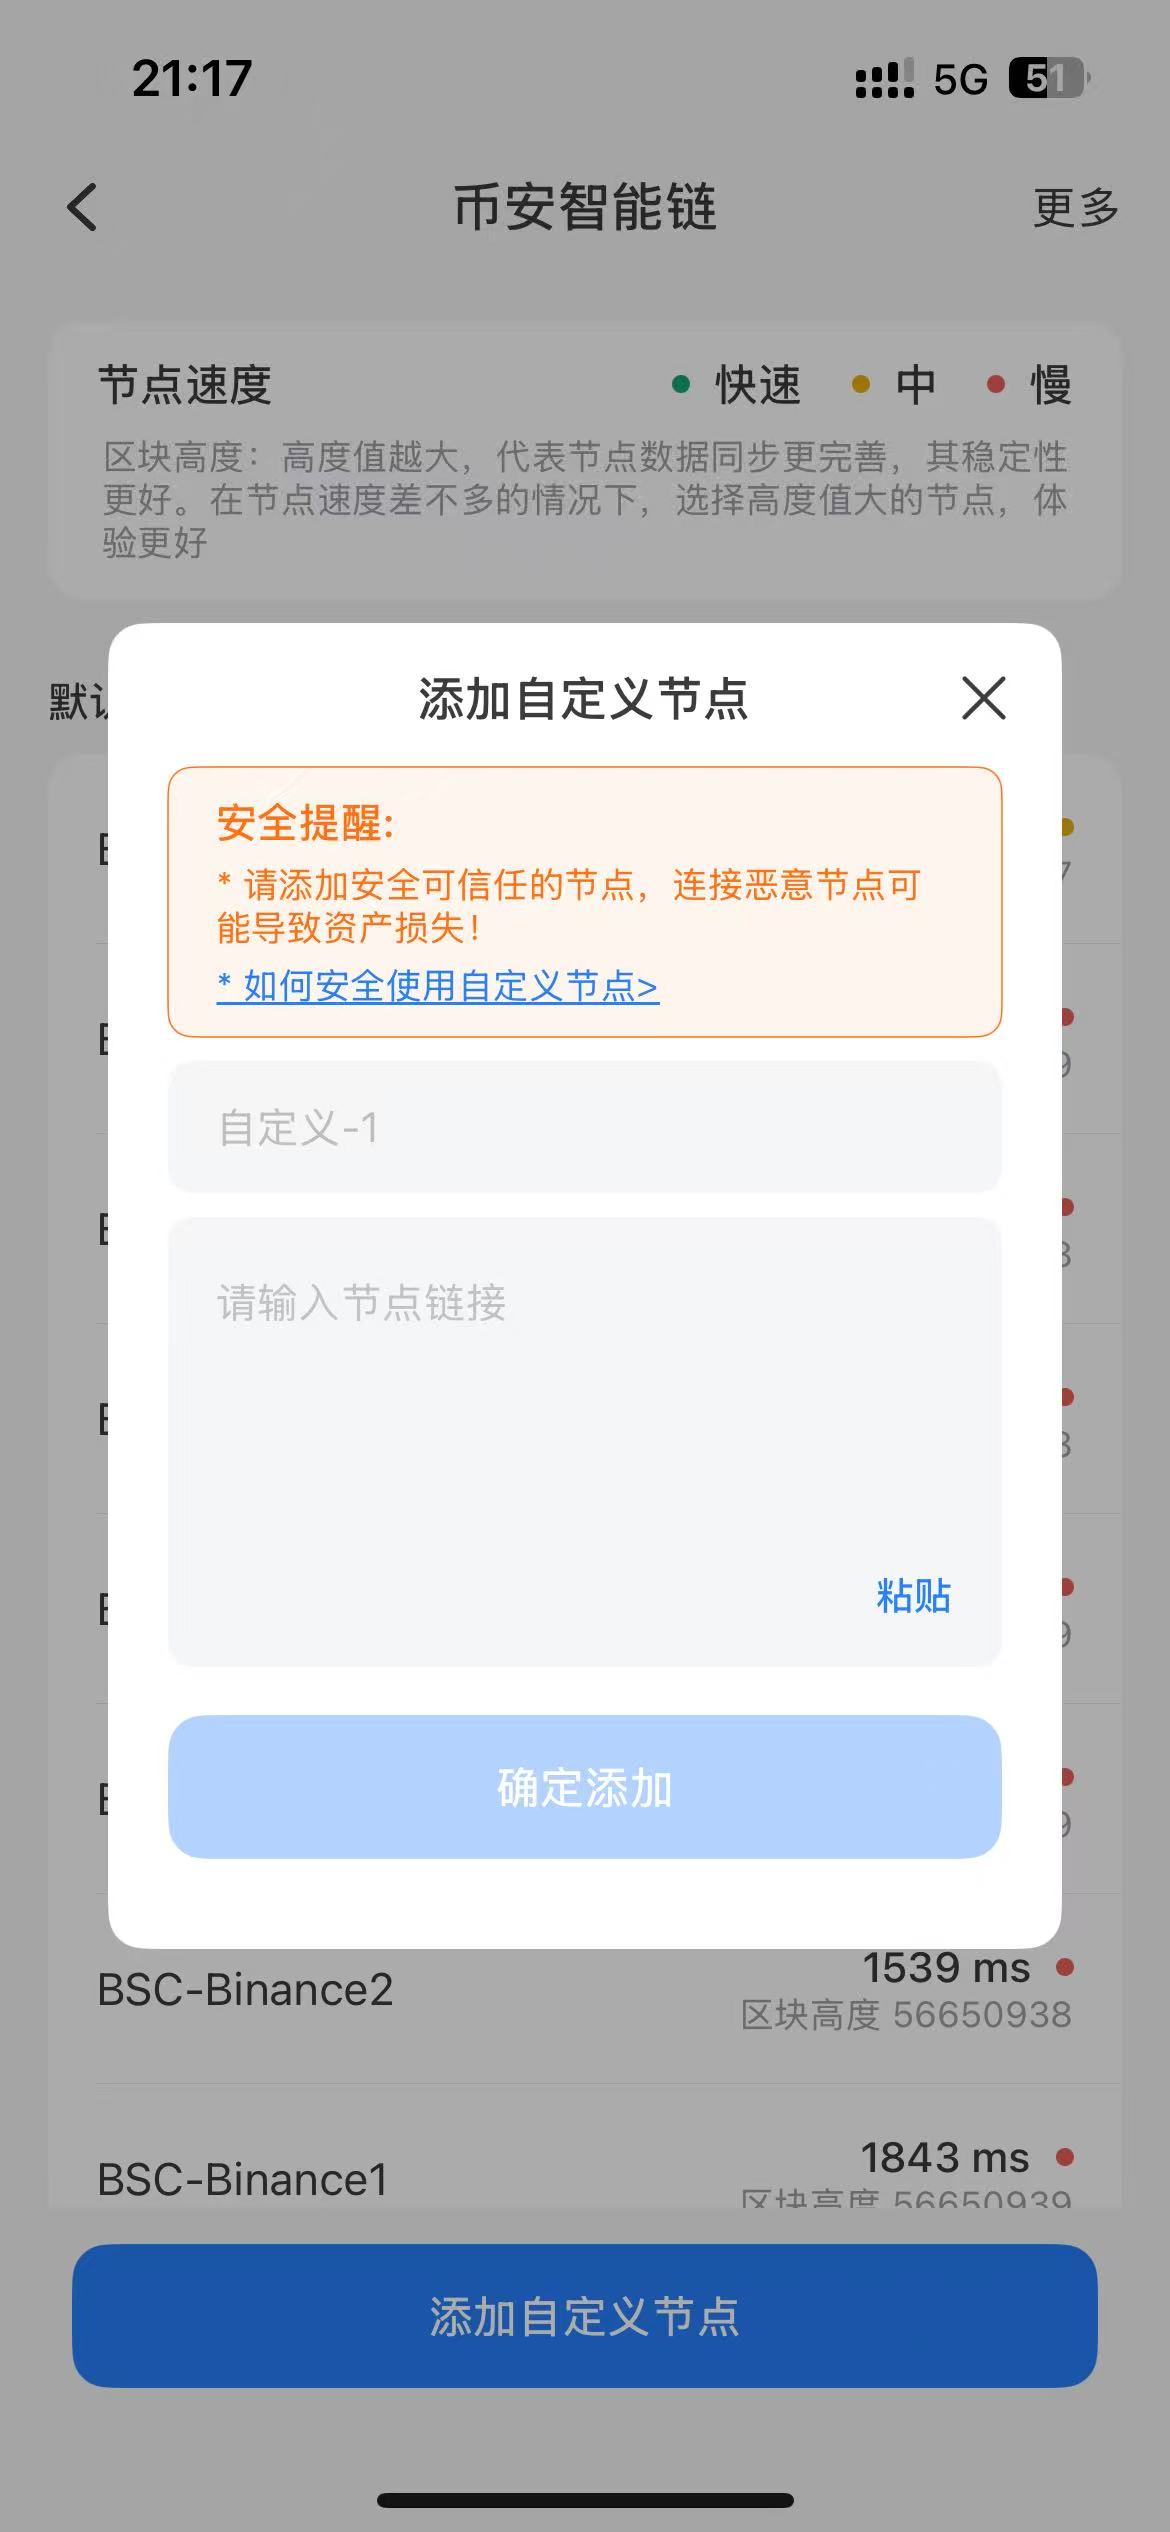 21:17
5G 51
币安智能链
更多
节点速度
快速 中 慢
区块高度：高度值越大，代表节点数据同步更完善，其稳定性
更好。在节点速度差不多的情况下，选择高度值大的节点，体
验更好
添加自定义节点
安全提醒:
* 请添加安全可信任的节点，连接恶意节点可
能导致资产损失！
* 如何安全使用自定义节点>
自定义-1
请输入节点链接
粘贴
确定添加
BSC-Binance2
1539 ms
区块高度 56650938
BSC-Binance1
1843 ms
区块高度 56650939
添加自定义节点